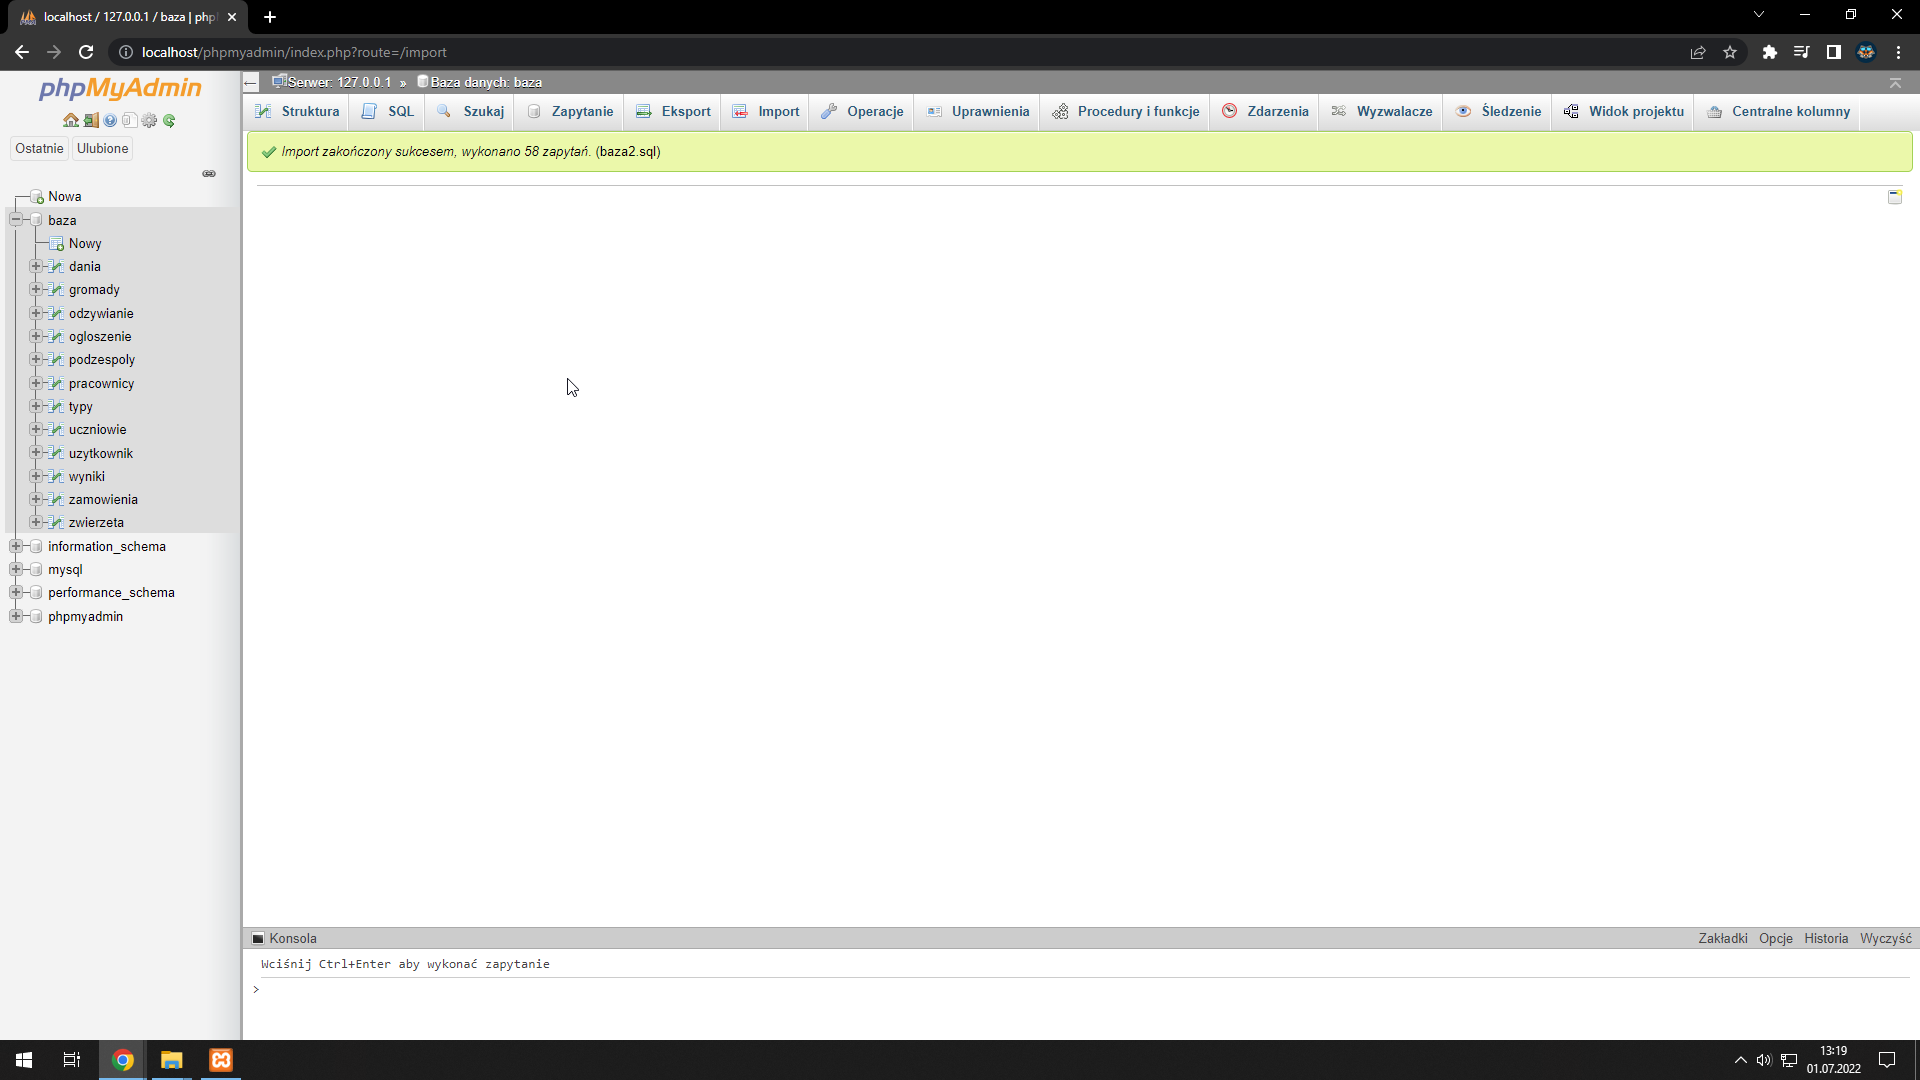 localhost / 127.0.0.1 / baza | php
localhost/phpmyadmin/index.php?route=/import
phpMyAdmin
Ostatnie
Ulubione
Nowa
baza
Nowy
dania
gromady
odzywianie
ogloszenie
podzespoly
pracownicy
typy
uczniowie
uzytkownik
wyniki
zamowienia
zwierzeta
information_schema
mysql
performance_schema
phpmyadmin
Serwer: 127.0.0.1 » Baza danych: baza
Struktura SQL Szukaj Zapytanie Eksport Import Operacje Uprawnienia Procedury i funkcje Zdarzenia Wyzwalacze Śledzenie Widok projektu Centralne kolumny
Import zakończony sukcesem, wykonano 58 zapytań. (baza2.sql)
Konsola
Zakładki Opcje Historia Wyczyść
Wciśnij Ctrl+Enter aby wykonać zapytanie
>
13:19
01.07.2022